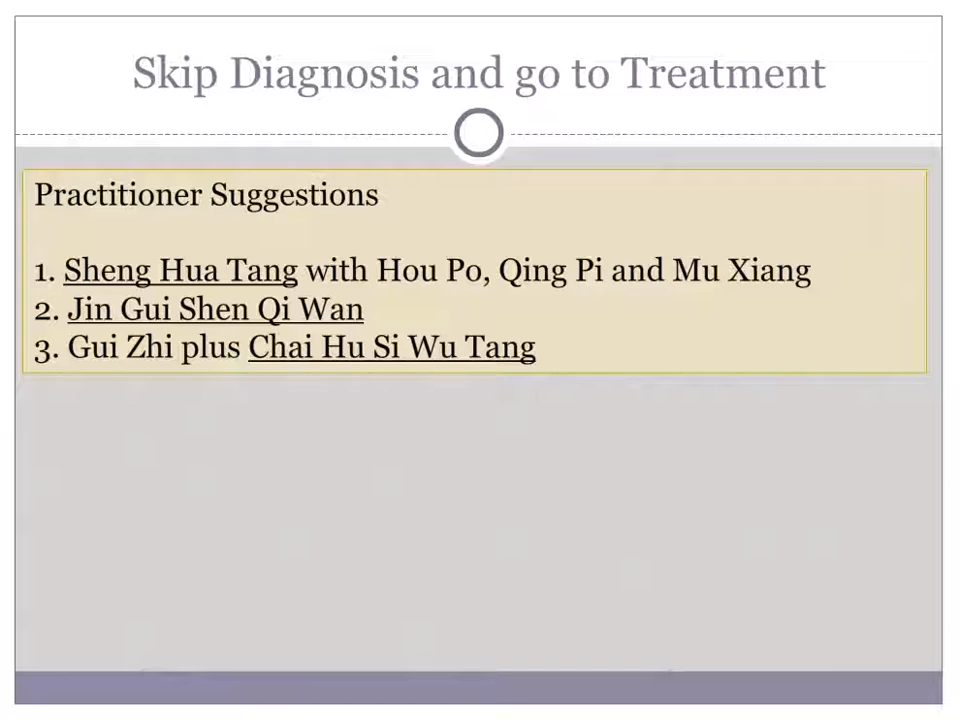 Skip Diagnosis and go to Treatment
Practitioner Suggestions
1. Sheng Hua Tang with Hou Po, Qing Pi and Mu Xiang
2. Jin Gui Shen Qi Wan
3. Gui Zhi plus Chai Hu Si Wu Tang